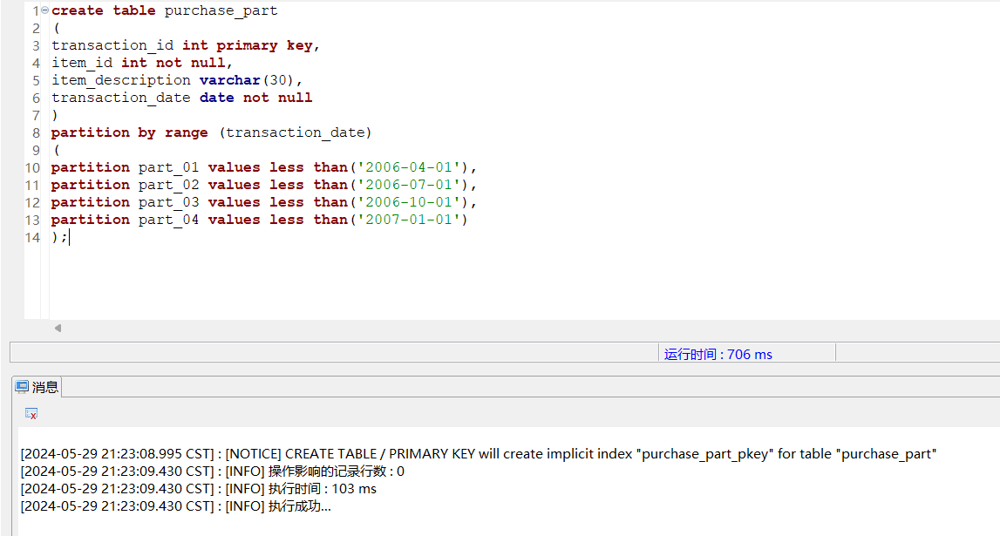 1 create table purchase_part
2 (
3 transaction_id int primary key,
4 item_id int not null,
5 item_description varchar(30),
6 transaction_date date not null
7 )
8 partition by range (transaction_date)
9 (
10 partition part_01 values less than('2006-04-01'),
11 partition part_02 values less than('2006-07-01'),
12 partition part_03 values less than('2006-10-01'),
13 partition part_04 values less than('2007-01-01')
14 );
运行时间 : 706 ms
消息
[2024-05-29 21:23:08.995 CST] : [NOTICE] CREATE TABLE / PRIMARY KEY will create implicit index "purchase_part_pkey" for table "purchase_part"
[2024-05-29 21:23:09.430 CST] : [INFO] 操作影响的记录行数 : 0
[2024-05-29 21:23:09.430 CST] : [INFO] 执行时间 : 103 ms
[2024-05-29 21:23:09.430 CST] : [INFO] 执行成功...